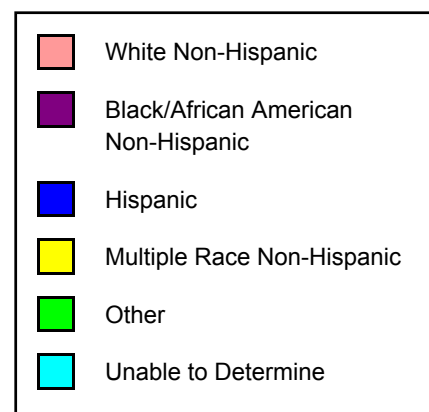 White Non-Hispanic
Black/African American
Non-Hispanic
Hispanic
Multiple Race Non-Hispanic
Other
Unable to Determine